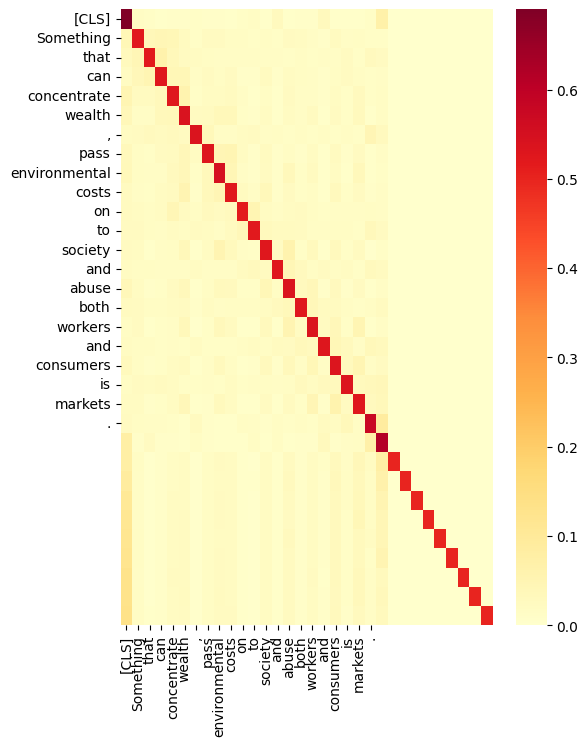 [CLS]
Something
that
can
concentrate
wealth
,
pass
environmental
costs
on
to
society
and
abuse
both
workers
and
consumers
is
markets
.
0.6
0.5
0.4
0.3
0.2
0.1
0.0
[CLS]
Something
that
can
concentrate
wealth
,
pass
environmental
costs
on
to
society
and
abuse
both
workers
and
consumers
is
markets
.